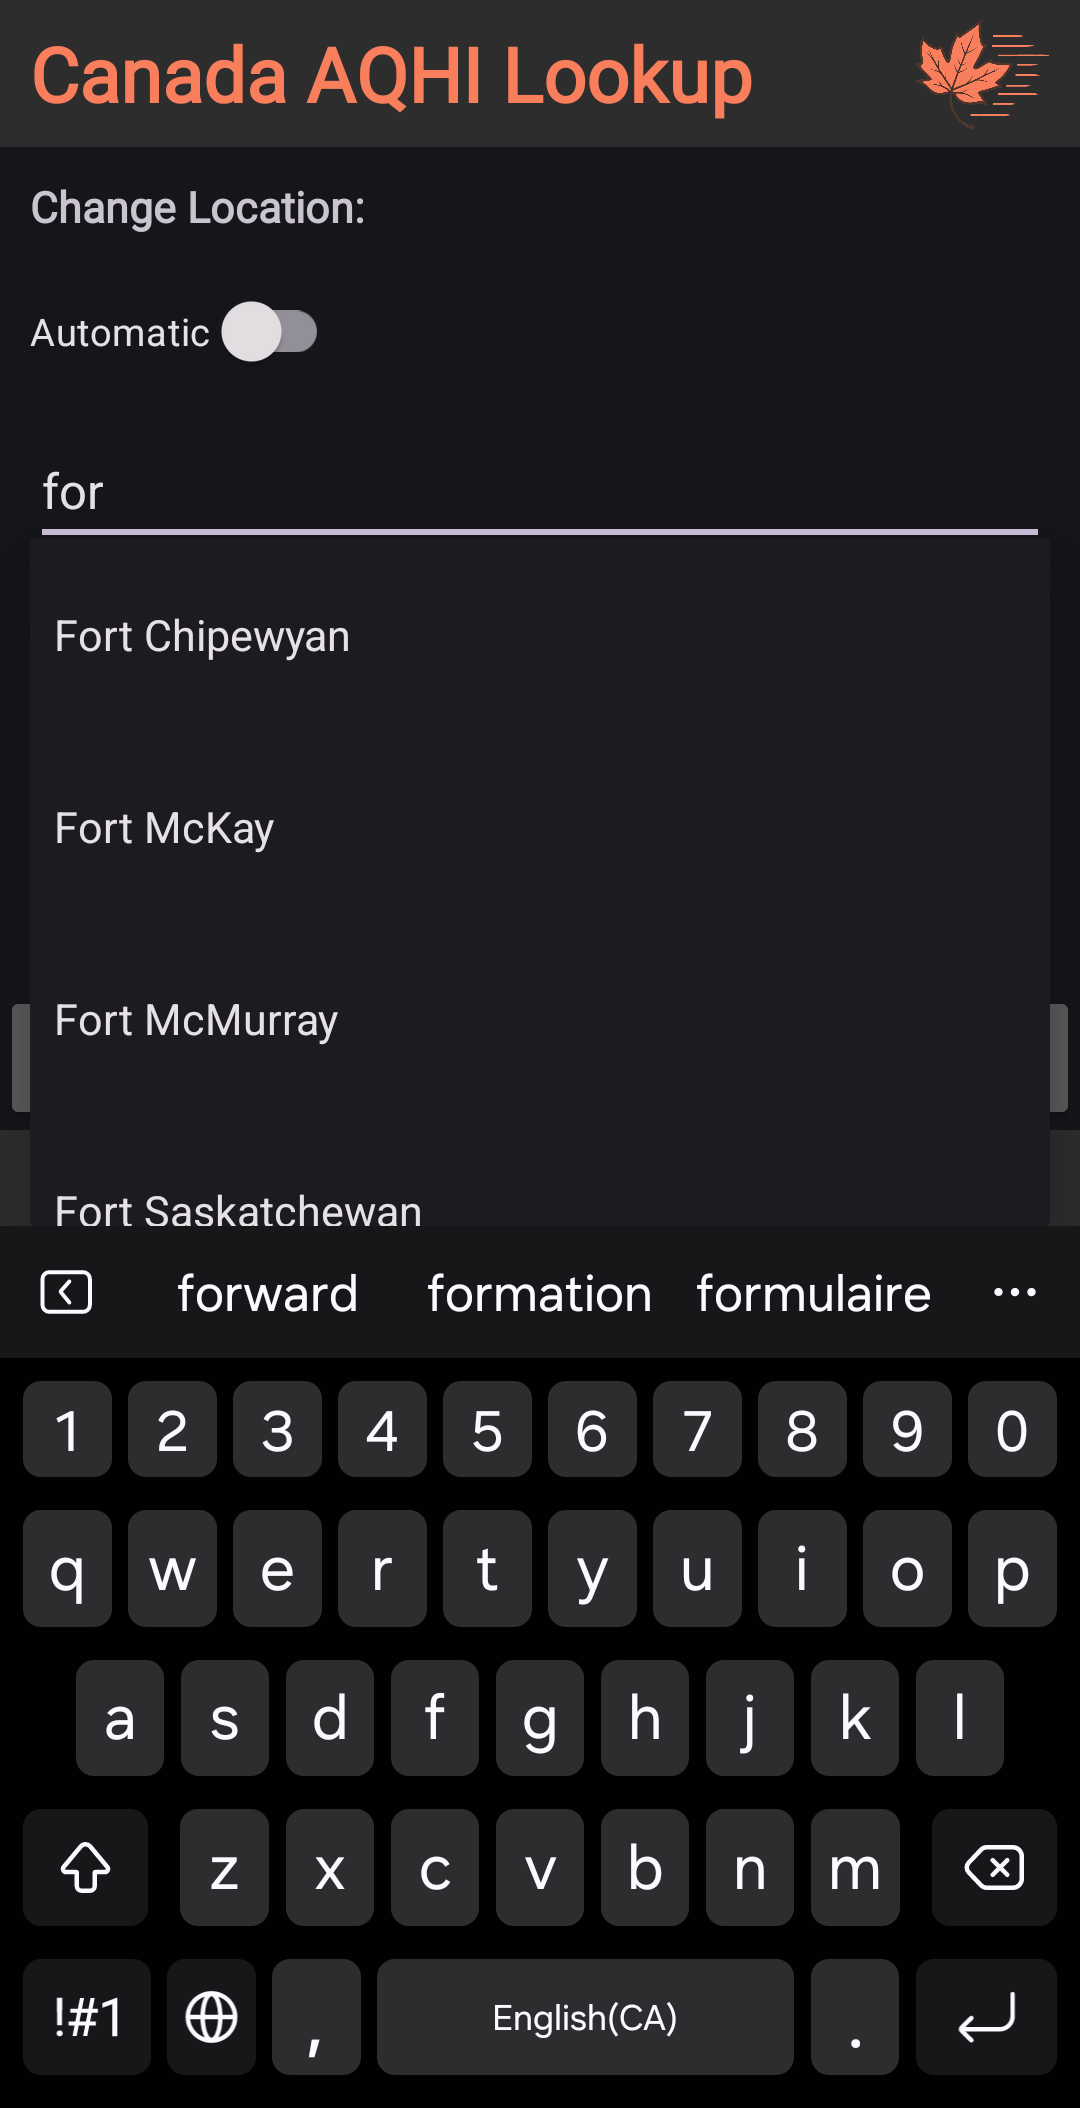 Canada AQHI Lookup
Change Location:
Automatic
for
Fort Chipewyan
Fort McKay
Fort McMurray
Fort Saskatchewan
forward formation formulaire ...
1 2 3 4 5 6 7 8 9 0
q w e r t y u i o p
a s d f g h j k l
z x c v b n m
!#1 , English(CA) .